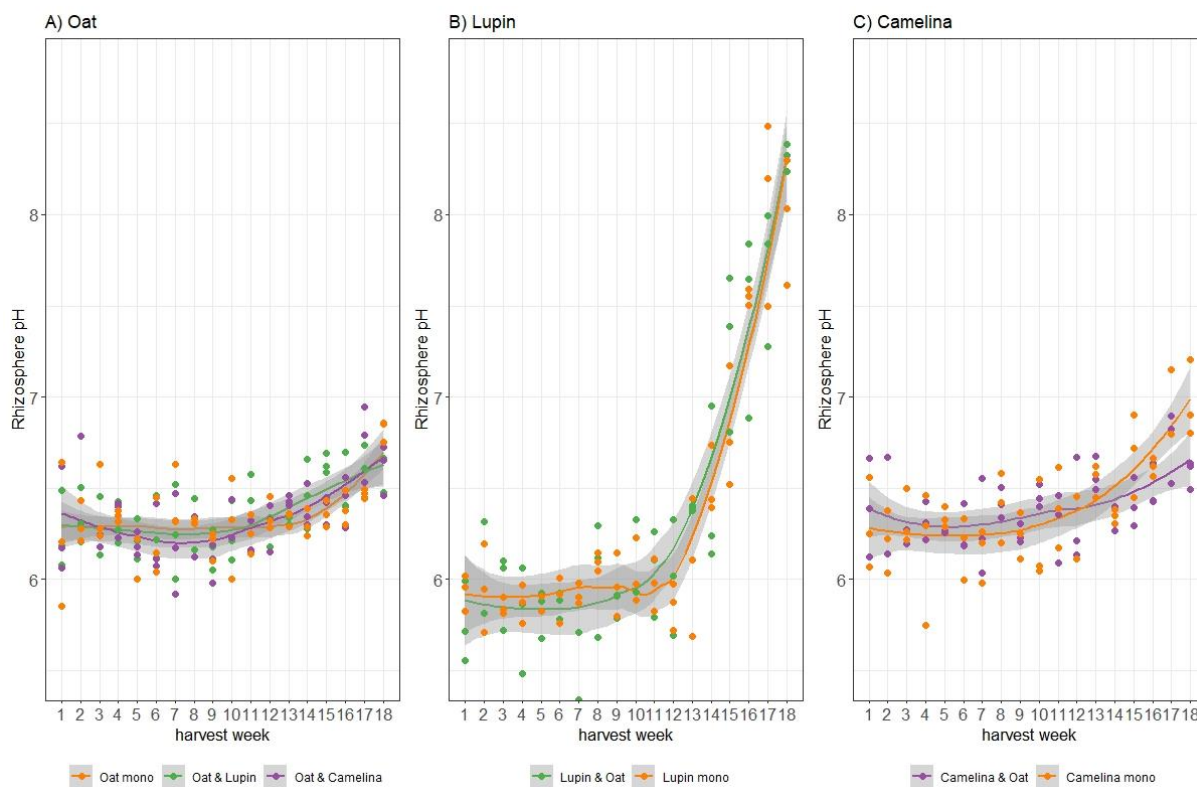 A) Oat
B) Lupin
C) Camelina
Rhizosphere pH
8
7
6
1 2 3 4 5 6 7 8 9 10 11 12 13 14 15 16 17 18
harvest week
Rhizosphere pH
8
7
6
1 2 3 4 5 6 7 8 9 10 11 12 13 14 15 16 17 18
harvest week
Rhizosphere pH
8
7
6
1 2 3 4 5 6 7 8 9 10 11 12 13 14 15 16 17 18
harvest week
Oat mono Oat & Lupin Oat & Camelina
Lupin & Oat Lupin mono
Camelina & Oat Camelina mono